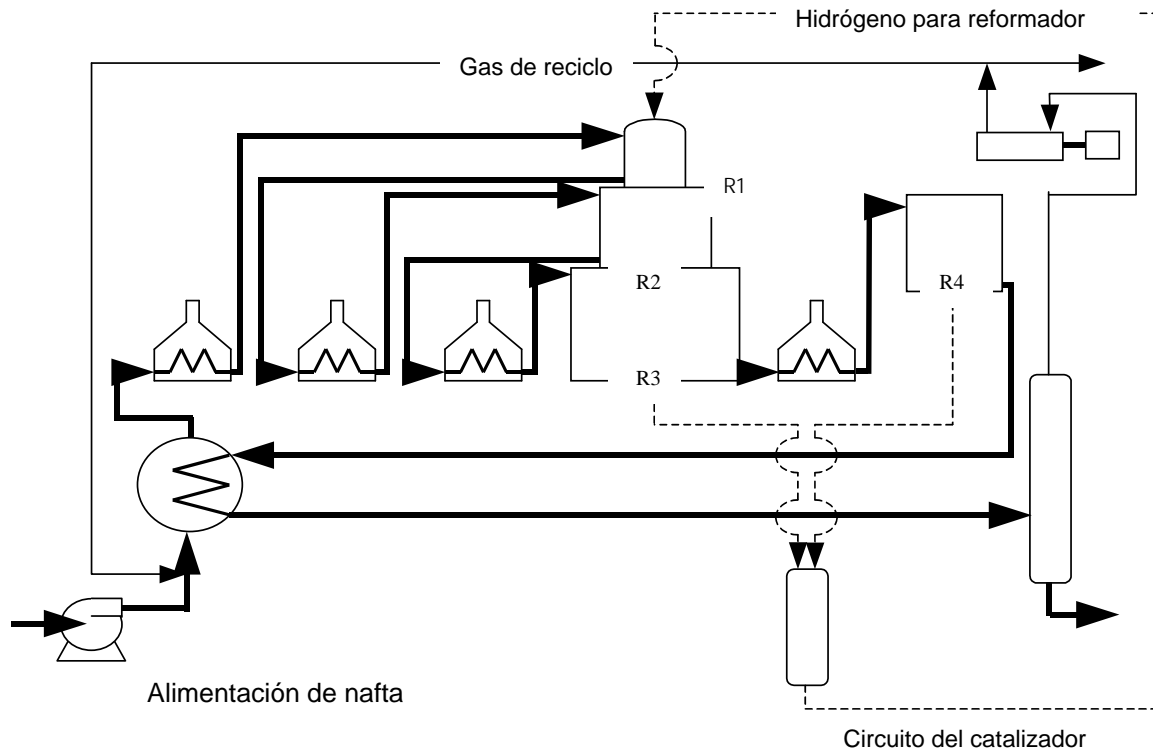 Hidrógeno para reformador
Gas de reciclo
R1
R2
R4
R3
Alimentación de nafta
Circuito del catalizador